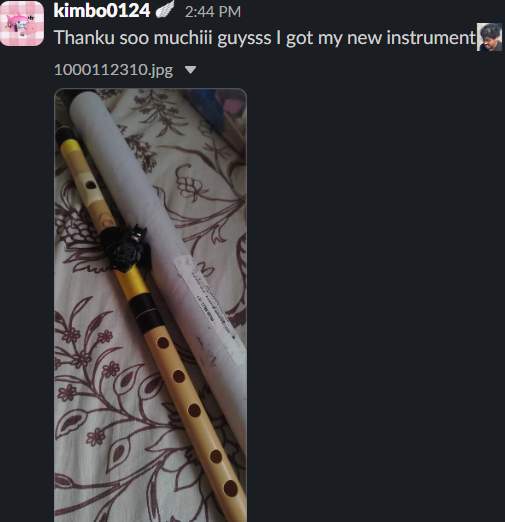 kimbo0124 2:44 PM
Thanku soo muchiii guysss I got my new instrument
1000112310.jpg